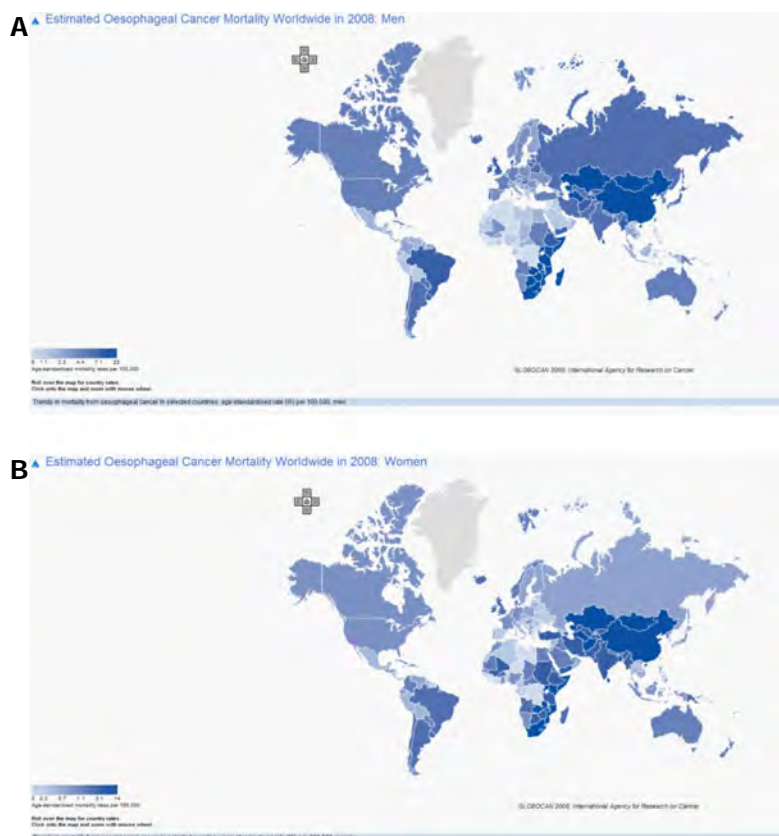 A
Estimated Oesophageal Cancer Mortality Worldwide in 2008: Men
Age-standardised mortality rates per 100,000
Roll over the map for country rates.
Click onto the map and zoom with mouse wheel.
GLOBOCAN 2008, International Agency for Research on Cancer
Trends in mortality from oesophageal cancer in selected countries: age-standardised rate (W) per 100,000, men
B
Estimated Oesophageal Cancer Mortality Worldwide in 2008: Women
Age-standardised mortality rates per 100,000
Roll over the map for country rates.
Click onto the map and zoom with mouse wheel.
GLOBOCAN 2008, International Agency for Research on Cancer